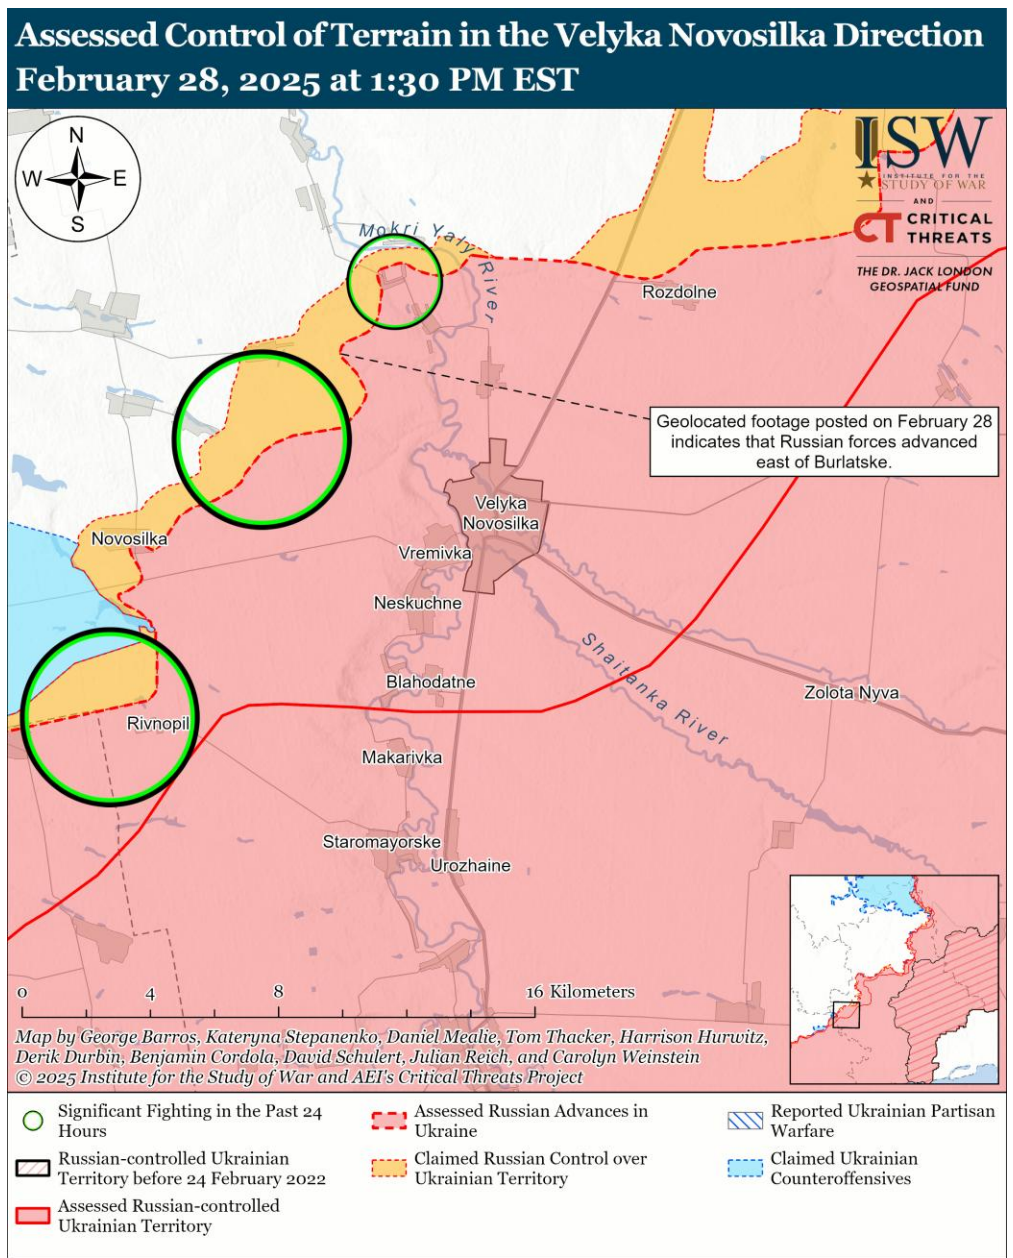 Assessed Control of Terrain in the Velyka Novosilka Direction
February 28, 2025 at 1:30 PM EST
N
W
E
S
ISW
INSTITUTE FOR THE
STUDY OF WAR
AND
CT CRITICAL
THREATS
THE DR. JACK LONDON
GEOSPATIAL FUND
Mokri Yaly River
Rozdolne
Geolocated footage posted on February 28
indicates that Russian forces advanced
east of Burlatske.
Velyka
Novosilka
Novosilka
Vremivka
Neskuchne
Shaitanka River
Blahodatne
Zolota Nyva
Rivnopil
Makarivka
Staromayorske
Urozhaine
0
4
8
16 Kilometers
Map by George Barros, Kateryna Stepanenko, Daniel Mealie, Tom Thacker, Harrison Hurwitz,
Derik Durbin, Benjamin Cordola, David Schulert, Julian Reich, and Carolyn Weinstein
© 2025 Institute for the Study of War and AEI's Critical Threats Project
Significant Fighting in the Past 24
Hours
Russian-controlled Ukrainian
Territory before 24 February 2022
Assessed Russian-controlled
Ukrainian Territory
Assessed Russian Advances in
Ukraine
Claimed Russian Control over
Ukrainian Territory
Reported Ukrainian Partisan
Warfare
Claimed Ukrainian
Counteroffensives